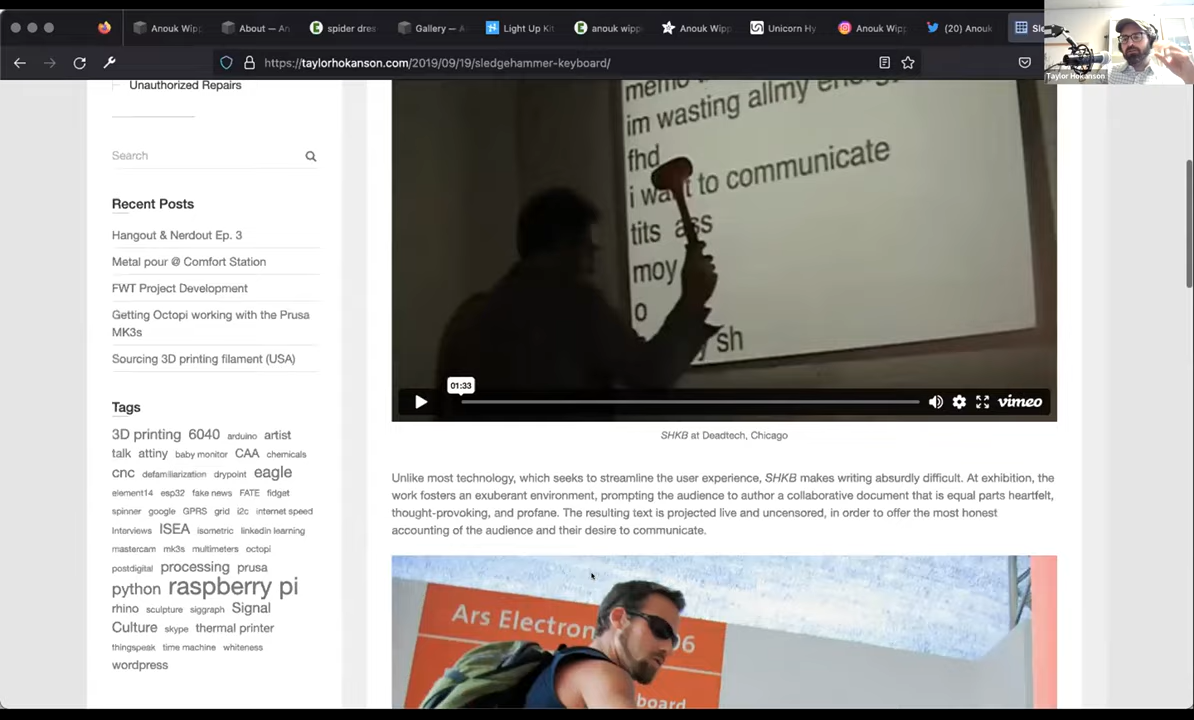 Anouk Wipp
About — An
spider dres
Gallery — A
Light Up Kit
anouk wipp
Anouk Wipp
Unicorn Hy
Anouk Wipp
(20) Anouk
Sle
https://taylorhokanson.com/2019/09/19/sledgehammer-keyboard/
Taylor Hokanson
Unauthorized Repairs
Search
Recent Posts
Hangout & Nerdout Ep. 3
Metal pour @ Comfort Station
FWT Project Development
Getting Octopi working with the Prusa
MK3s
Sourcing 3D printing filament (USA)
Tags
3D printing 6040 arduino artist
talk attiny baby monitor CAA chemicals
cnc defamiliarization drypoint eagle
element14 esp32 fake news FATE fidget
spinner google GPRS grid i2c internet speed
Interviews ISEA isometric linkedin learning
mastercam mk3s multimeters octopi
postdigital processing prusa
python raspberry pi
rhino sculpture siggraph Signal
Culture skype thermal printer
thingspeak time machine whiteness
wordpress
im wasting allmy
fhd
i want to communicate
tits ass
moy
o
sh
01:33
vimeo
SHKB at Deadtech, Chicago
Unlike most technology, which seeks to streamline the user experience, SHKB makes writing absurdly difficult. At exhibition, the
work fosters an exuberant environment, prompting the audience to author a collaborative document that is equal parts heartfelt,
thought-provoking, and profane. The resulting text is projected live and uncensored, in order to offer the most honest
accounting of the audience and their desire to communicate.
Ars Electron 06
board